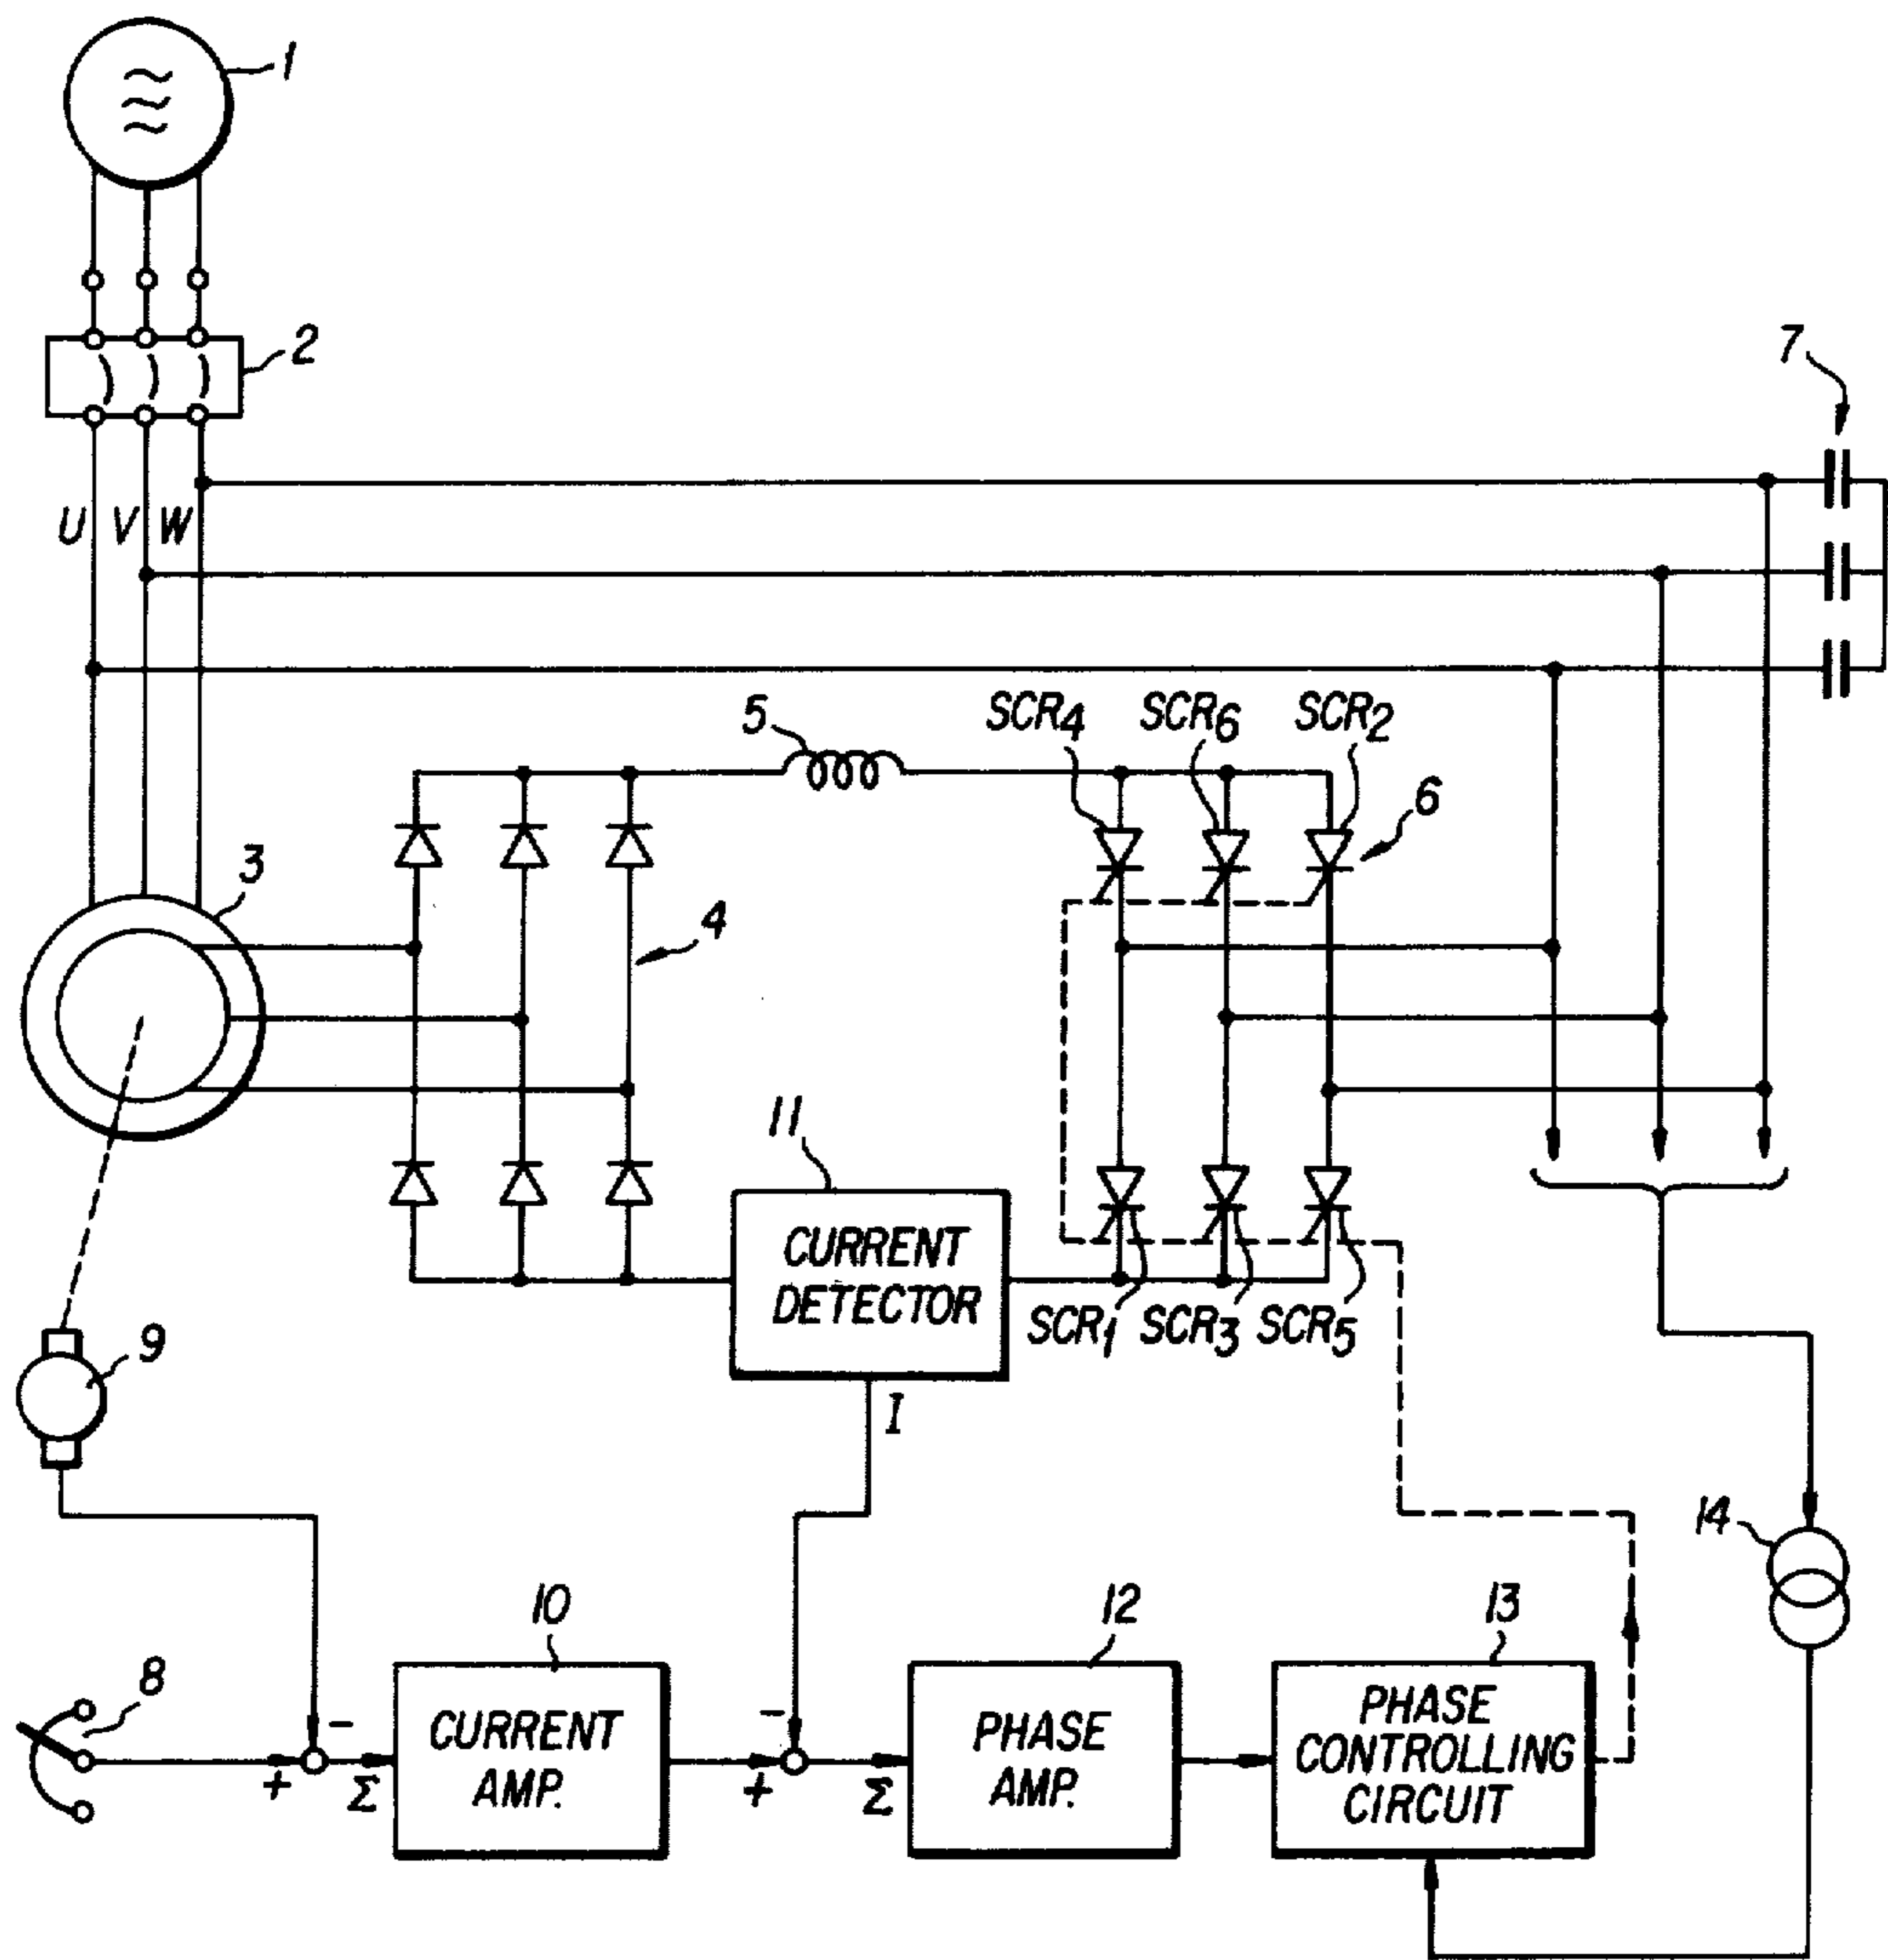 1
2
7
U V W
5
SCR4
SCR6
SCR2
6
3
4
11
CURRENT
DETECTOR
SCR1
SCR3
SCR5
9
I
14
10
12
13
8
-
+
Σ
CURRENT
AMP.
-
+
Σ
PHASE
AMP.
PHASE
CONTROLLING
CIRCUIT